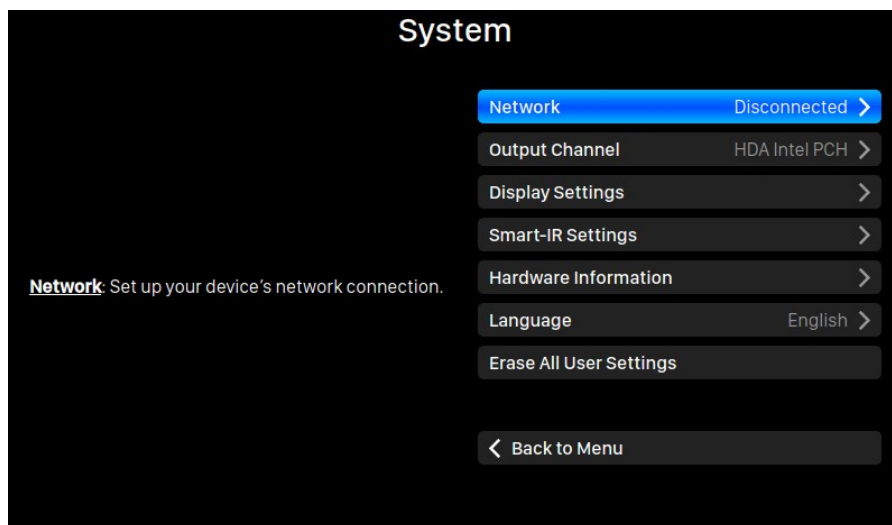 System
Network Disconnected
Output Channel HDA Intel PCH
Display Settings
Smart-IR Settings
Network: Set up your device’s network connection.
Hardware Information
Language English
Erase All User Settings
Back to Menu